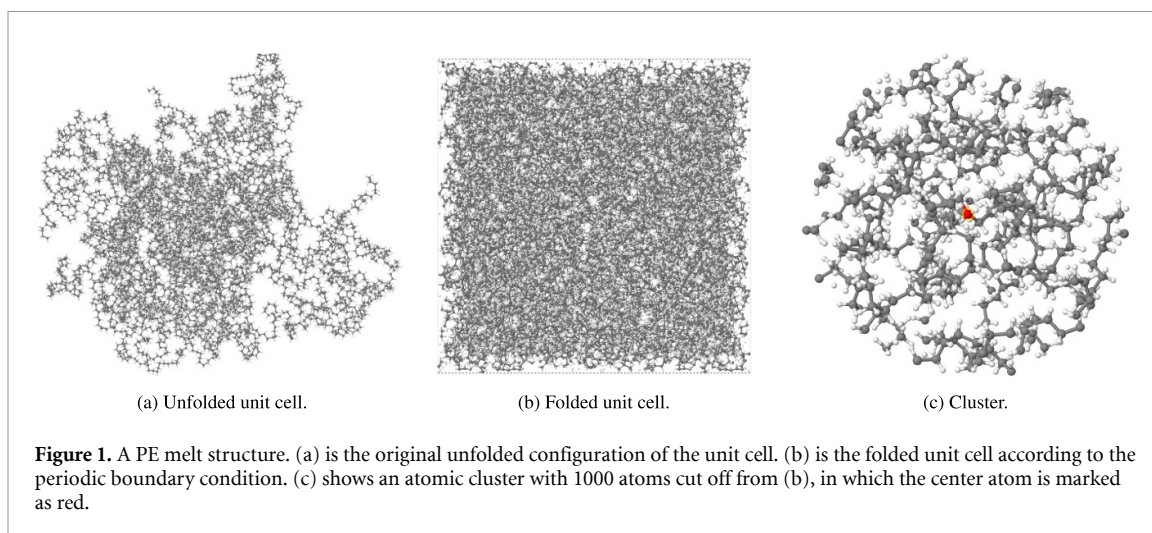 (a) Unfolded unit cell.
(b) Folded unit cell.
(c) Cluster.
Figure 1. A PE melt structure. (a) is the original unfolded configuration of the unit cell. (b) is the folded unit cell according to the
periodic boundary condition. (c) shows an atomic cluster with 1000 atoms cut off from (b), in which the center atom is marked
as red.